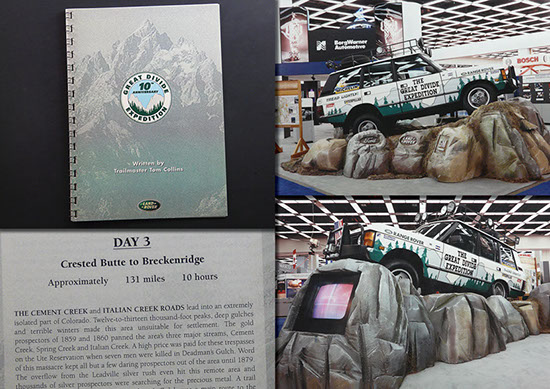 GREAT DIVIDE
10th
ANNIVERSARY
EXPEDITION
Written by
Trailmaster Tom Collins
LAND ROVER
BorgWarner
Automotive
BOSCH
THE
GREAT DIVIDE
EXPEDITION
DAY 3
Crested Butte to Breckenridge
Approximately 131 miles 10 hours
THE CEMENT CREEK and ITALIAN CREEK ROADS lead into an extremely
isolated part of Colorado. Twelve-to-thirteen thousand-foot peaks, deep gulches
and terrible winters made this area unsuitable for settlement. The gold
prospectors of 1859 and 1860 panned the area's three major streams, Cement
Creek, Spring Creek and Italian Creek. A high price was paid for these trespasses
on the Ute Reservation when seven men were killed in Deadman's Gulch. Word
of this massacre kept all but a few daring prospectors out of the area until 1879.
The overflow from the Leadville silver rush even hit this remote area and
thousands of silver prospectors were searching for the precious metal. A trail
RANGE ROVER
THE
GREAT DIVIDE
EXPEDITION